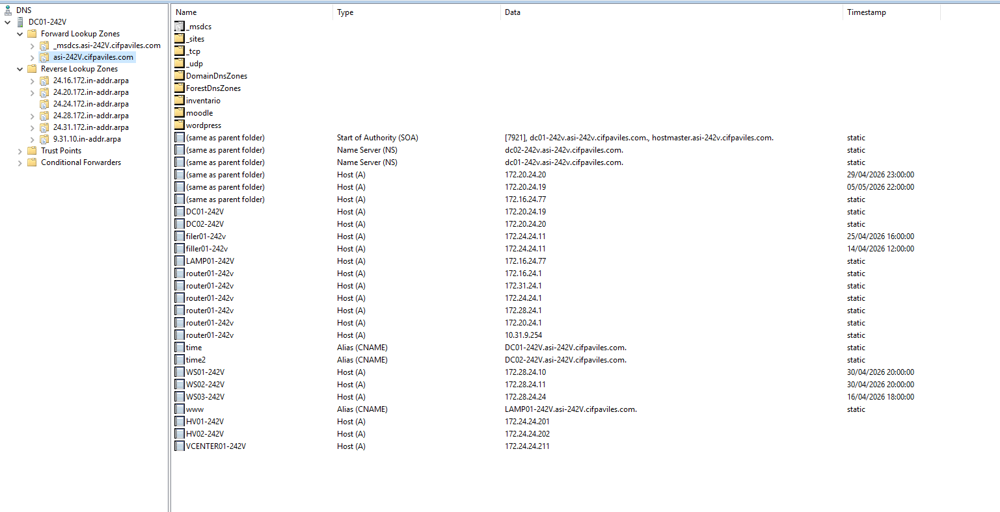 DNS
DC01-242V
Forward Lookup Zones
_msdcs.asi-242V.cifpaviles.com
asi-242V.cifpaviles.com
Reverse Lookup Zones
24.16.172.in-addr.arpa
24.20.172.in-addr.arpa
24.24.172.in-addr.arpa
24.28.172.in-addr.arpa
24.31.172.in-addr.arpa
9.31.10.in-addr.arpa
Trust Points
Conditional Forwarders
Name Type Data Timestamp
_msdcs
_sites
_tcp
_udp
DomainDnsZones
ForestDnsZones
inventario
moodle
wordpress
(same as parent folder) Start of Authority (SOA) [7921], dc01-242v.asi-242v.cifpaviles.com., hostmaster.asi-242v.cifpaviles.com. static
(same as parent folder) Name Server (NS) dc02-242v.asi-242v.cifpaviles.com. static
(same as parent folder) Name Server (NS) dc01-242v.asi-242v.cifpaviles.com. static
(same as parent folder) Host (A) 172.20.24.20 29/04/2026 23:00:00
(same as parent folder) Host (A) 172.20.24.19 05/05/2026 22:00:00
(same as parent folder) Host (A) 172.16.24.77 static
DC01-242V Host (A) 172.20.24.19 static
DC02-242V Host (A) 172.20.24.20 static
filer01-242v Host (A) 172.24.24.11 25/04/2026 16:00:00
filler01-242v Host (A) 172.24.24.11 14/04/2026 12:00:00
LAMP01-242V Host (A) 172.16.24.77 static
router01-242v Host (A) 172.16.24.1 static
router01-242v Host (A) 172.31.24.1 static
router01-242v Host (A) 172.24.24.1 static
router01-242v Host (A) 172.28.24.1 static
router01-242v Host (A) 172.20.24.1 static
router01-242v Host (A) 10.31.9.254 static
time Alias (CNAME) DC01-242V.asi-242V.cifpaviles.com. static
time2 Alias (CNAME) DC02-242V.asi-242V.cifpaviles.com. static
WS01-242V Host (A) 172.28.24.10 30/04/2026 20:00:00
WS02-242V Host (A) 172.28.24.11 30/04/2026 20:00:00
WS03-242V Host (A) 172.28.24.24 16/04/2026 18:00:00
www Alias (CNAME) LAMP01-242V.asi-242V.cifpaviles.com. static
HV01-242V Host (A) 172.24.24.201
HV02-242V Host (A) 172.24.24.202
VCENTER01-242V Host (A) 172.24.24.211